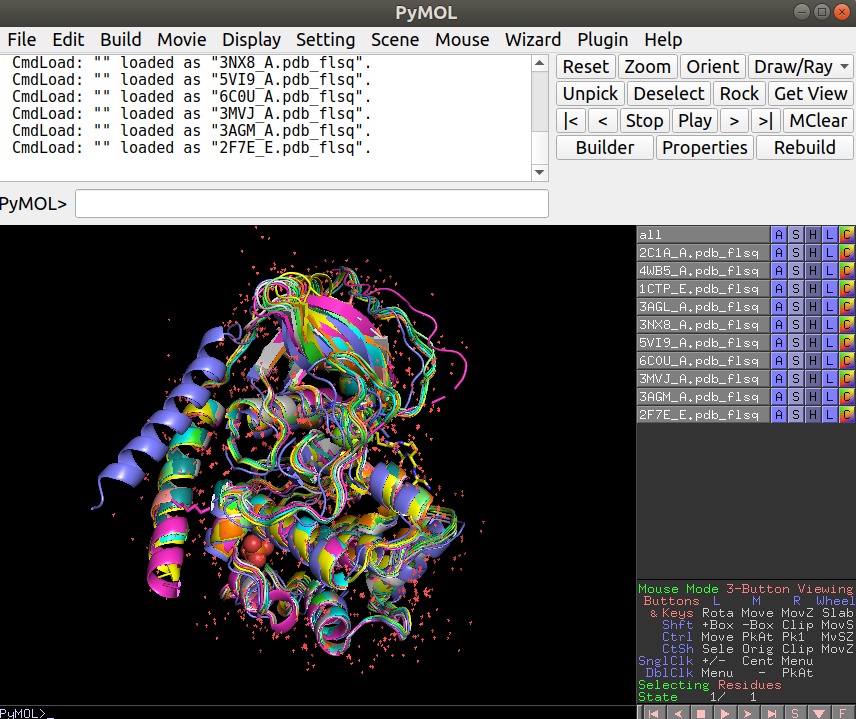 PyMOL
File Edit Build Movie Display Setting Scene Mouse Wizard Plugin Help
CmdLoad: "" loaded as "3NX8_A.pdb_flsq".
CmdLoad: "" loaded as "5VI9_A.pdb_flsq".
CmdLoad: "" loaded as "6C0U_A.pdb_flsq".
CmdLoad: "" loaded as "3MVJ_A.pdb_flsq".
CmdLoad: "" loaded as "3AGM_A.pdb_flsq".
CmdLoad: "" loaded as "2F7E_E.pdb_flsq".
Reset Zoom Orient Draw/Ray
Unpick Deselect Rock Get View
|< < Stop Play > >| MClear
Builder Properties Rebuild
PyMOL>
all A S H L C
2C1A_A.pdb_flsq A S H L C
4WB5_A.pdb_flsq A S H L C
1CTP_E.pdb_flsq A S H L C
3AGL_A.pdb_flsq A S H L C
3NX8_A.pdb_flsq A S H L C
5VI9_A.pdb_flsq A S H L C
6C0U_A.pdb_flsq A S H L C
3MVJ_A.pdb_flsq A S H L C
3AGM_A.pdb_flsq A S H L C
2F7E_E.pdb_flsq A S H L C
Mouse Mode 3-Button Viewing
Buttons L M R Wheel
& Keys Rota Move MovZ Slab
Shft +Box -Box Clip MovS
Ctrl Move PkAt Pk1 MvSZ
CtSh Sele Orig Clip MovZ
SnglClk +/- Cent Menu
DblClk Menu - PkAt
Selecting Residues
State 1/ 1
PyMOL>_
S F